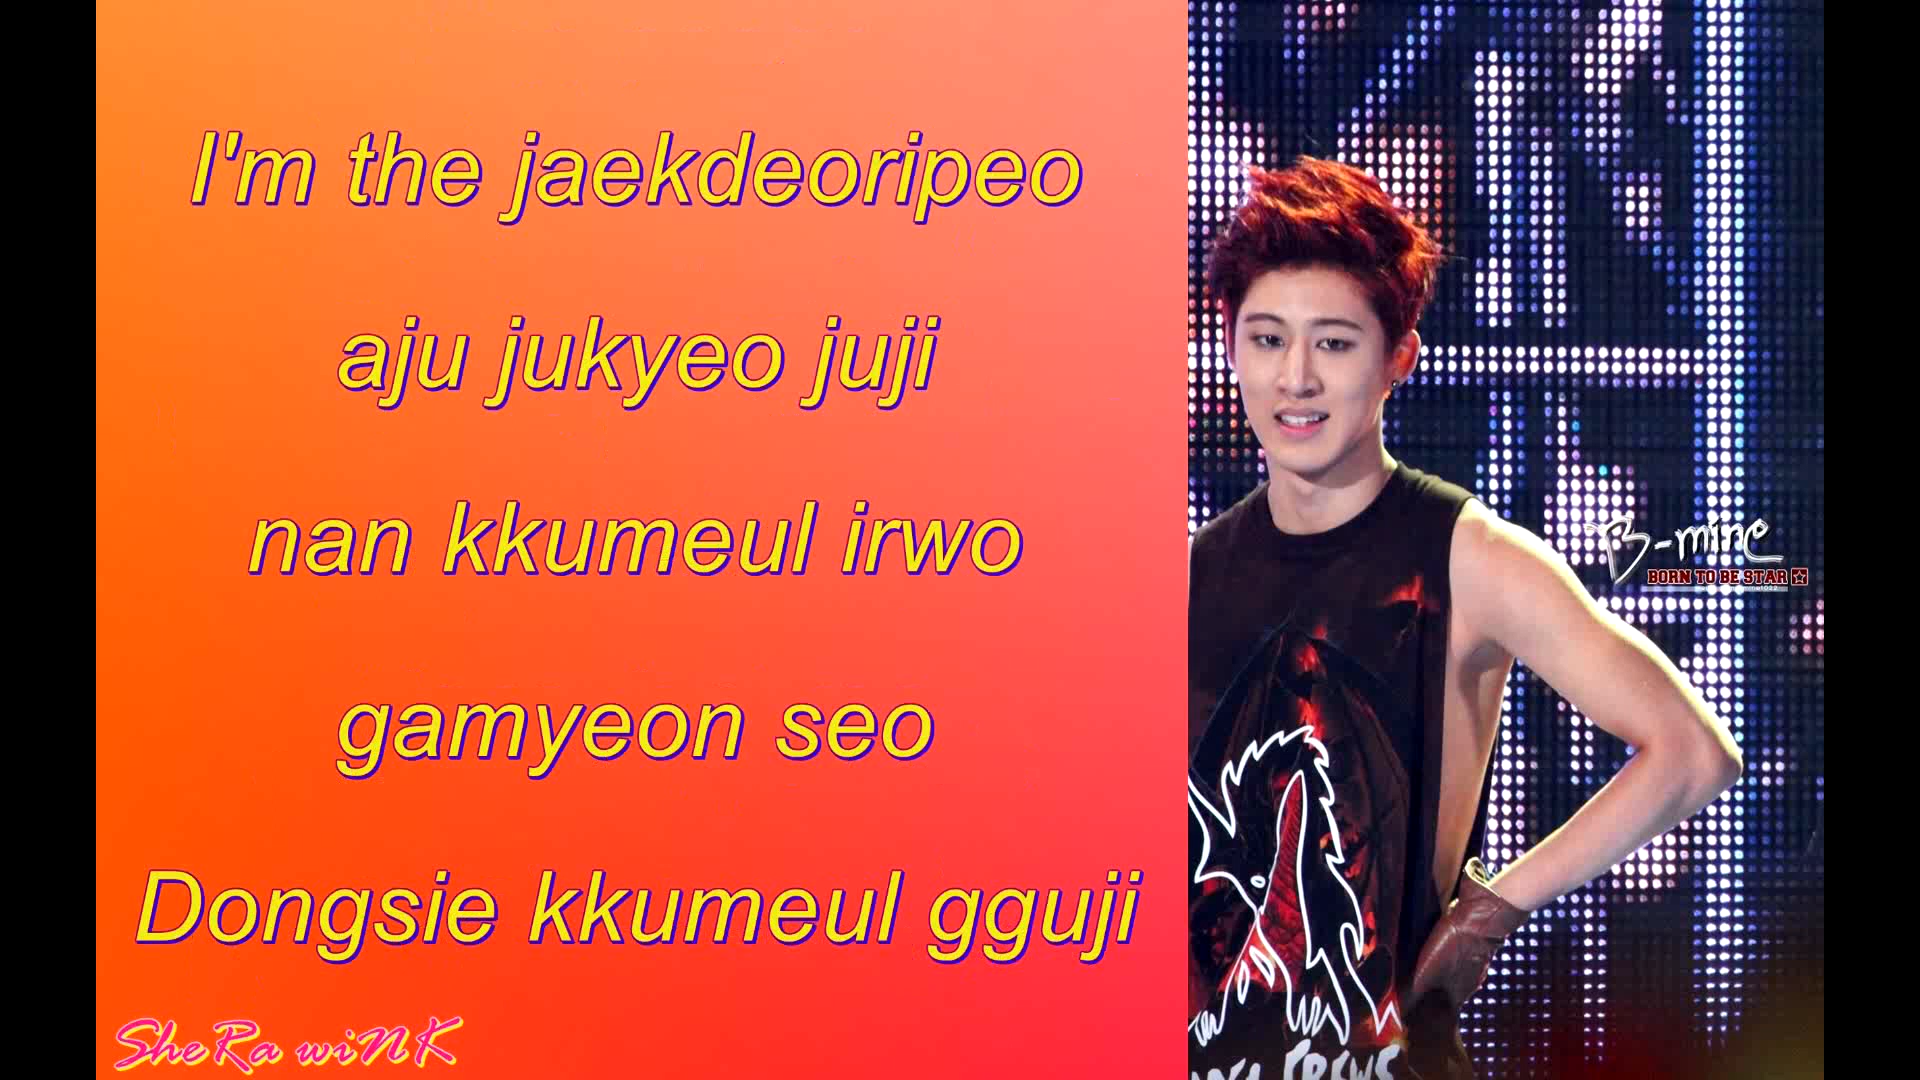 I'm the jaekdeoripeo
aju jukyeo juji
nan kkumeul irwo
gamyeon seo
Dongsie kkumeul gguji
SheRa wiNK
B-mine
BORN TO BE STAR